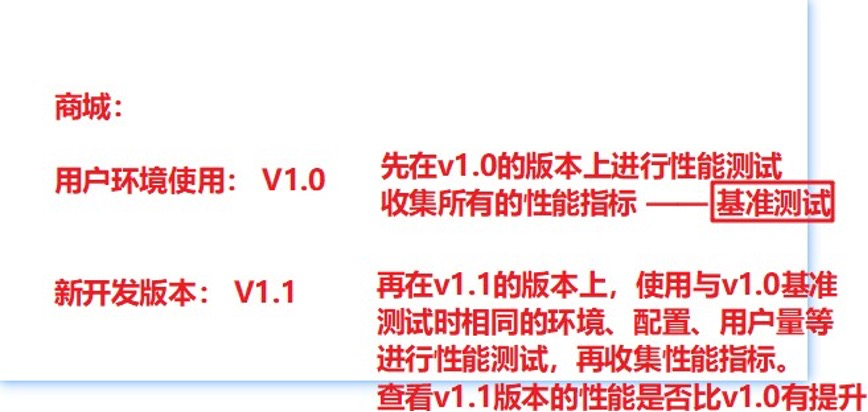 商城：
用户环境使用： V1.0
先在v1.0的版本上进行性能测试
收集所有的性能指标 —— 基准测试
新开发版本： V1.1
再在v1.1的版本上，使用与v1.0基准
测试时相同的环境、配置、用户量等
进行性能测试，再收集性能指标。
查看v1.1版本的性能是否比v1.0有提升